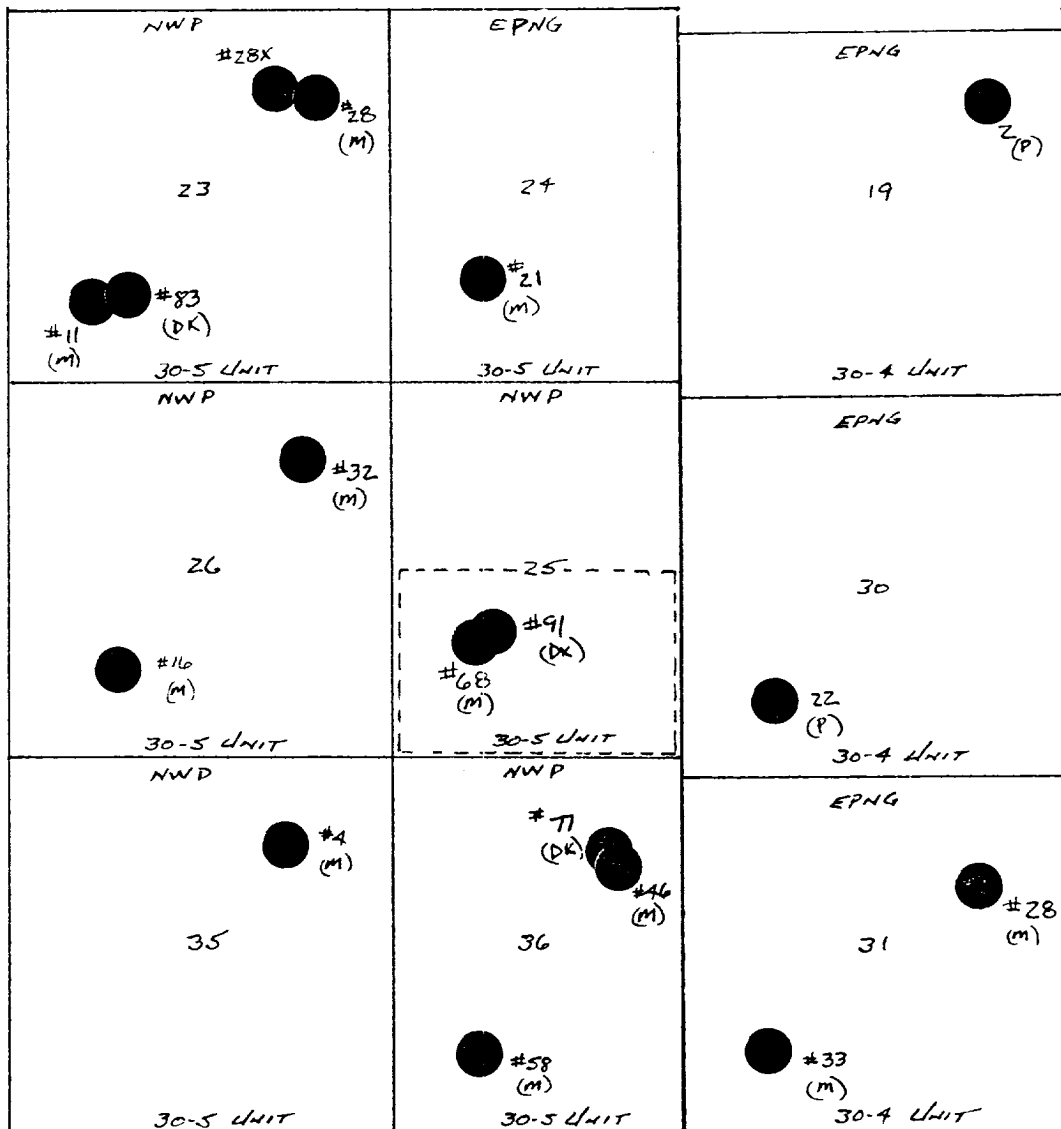 NWP
#28X
#28
(M)
23
#83
(DK)
#11
(M)
30-5 UNIT
EPNG
24
#21
(M)
30-5 UNIT
EPNG
2
(P)
19
30-4 UNIT
NWP
#32
(M)
26
#16
(M)
30-5 UNIT
NWP
25
#91
(DK)
#68
(M)
30-5 UNIT
EPNG
30
22
(P)
30-4 UNIT
NWP
#4
(M)
35
30-5 UNIT
NWP
#77
(DK)
#46
(M)
36
#58
(M)
30-5 UNIT
EPNG
#28
(M)
31
#33
(M)
30-4 UNIT